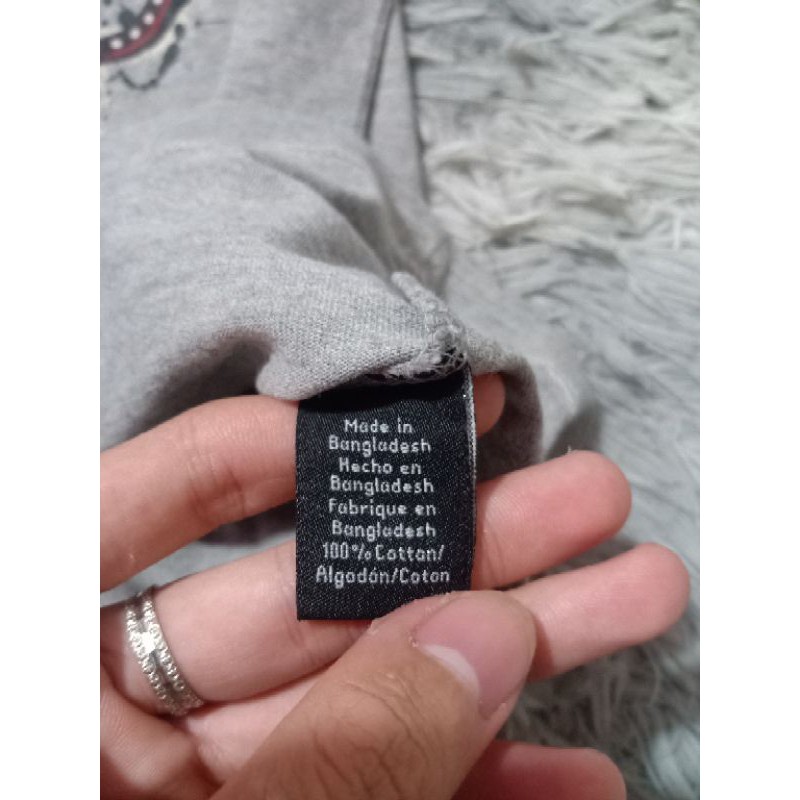 Made in
Bangladesh
Hecho en
Bangladesh
Fabrique en
Bangladesh
100% Cotton/
Algodón/Coton